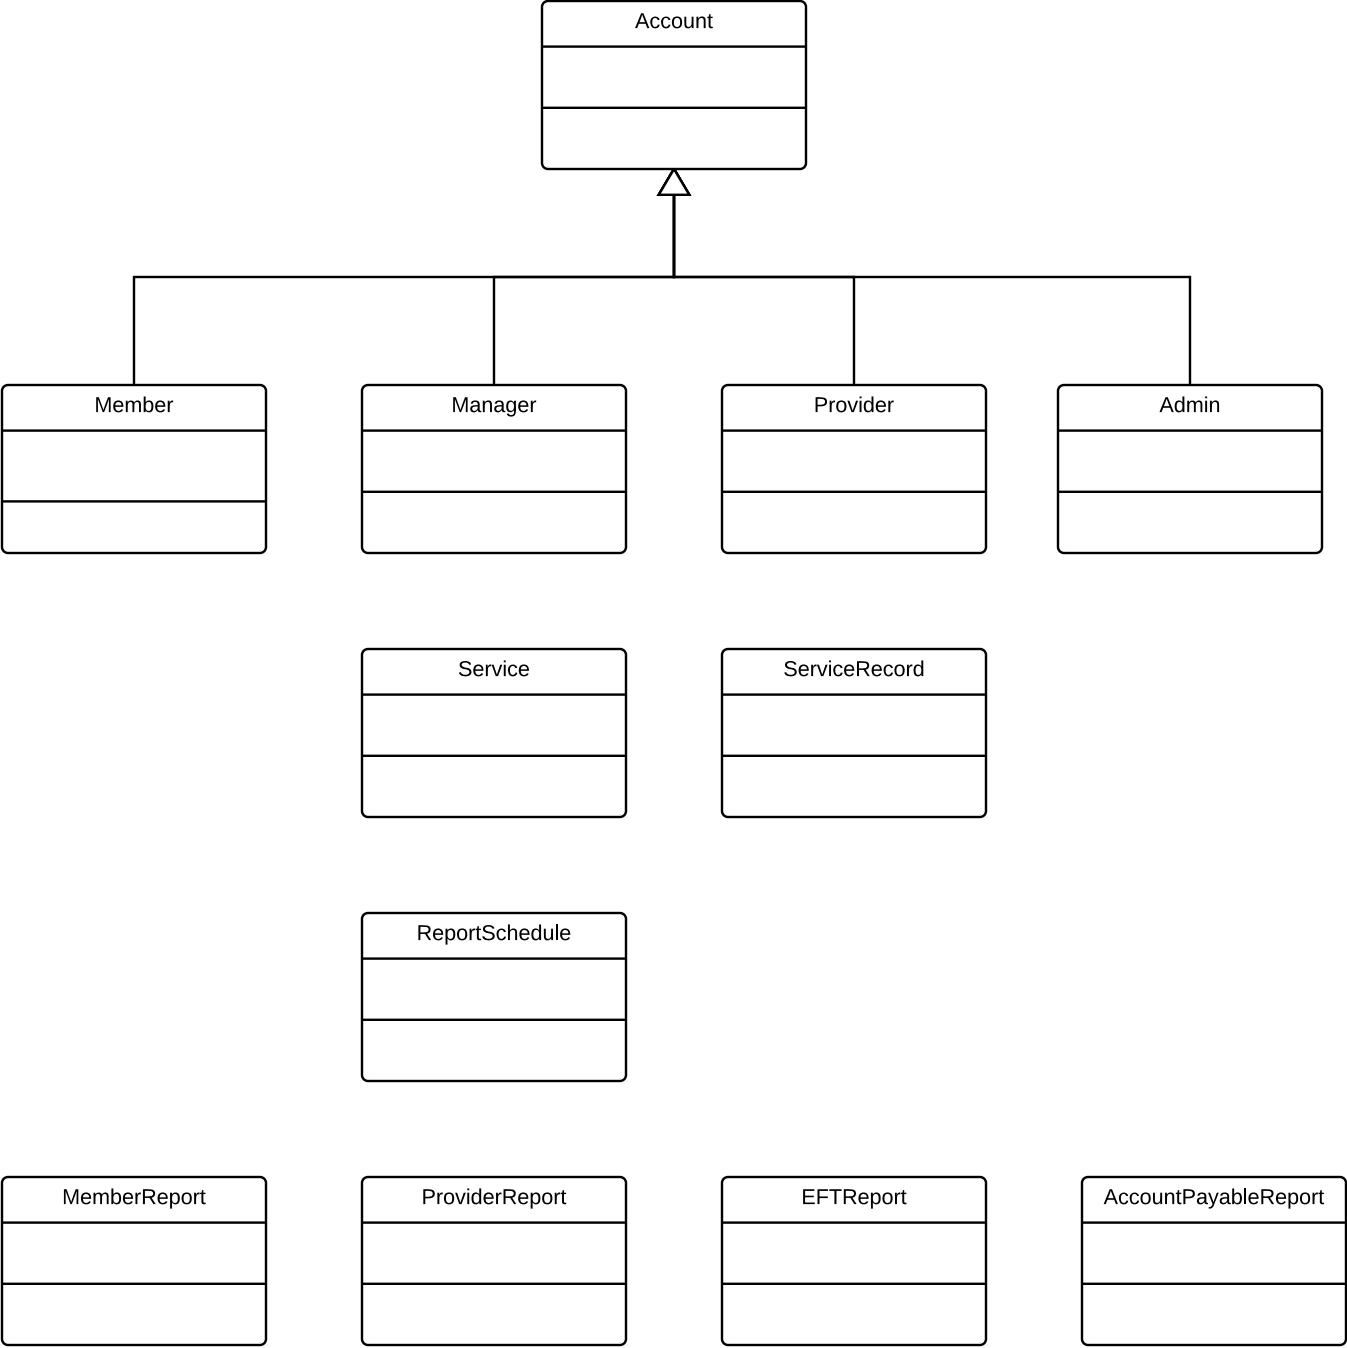 Account
Member
Manager
Provider
Admin
Service
ServiceRecord
ReportSchedule
MemberReport
ProviderReport
EFTReport
AccountPayableReport